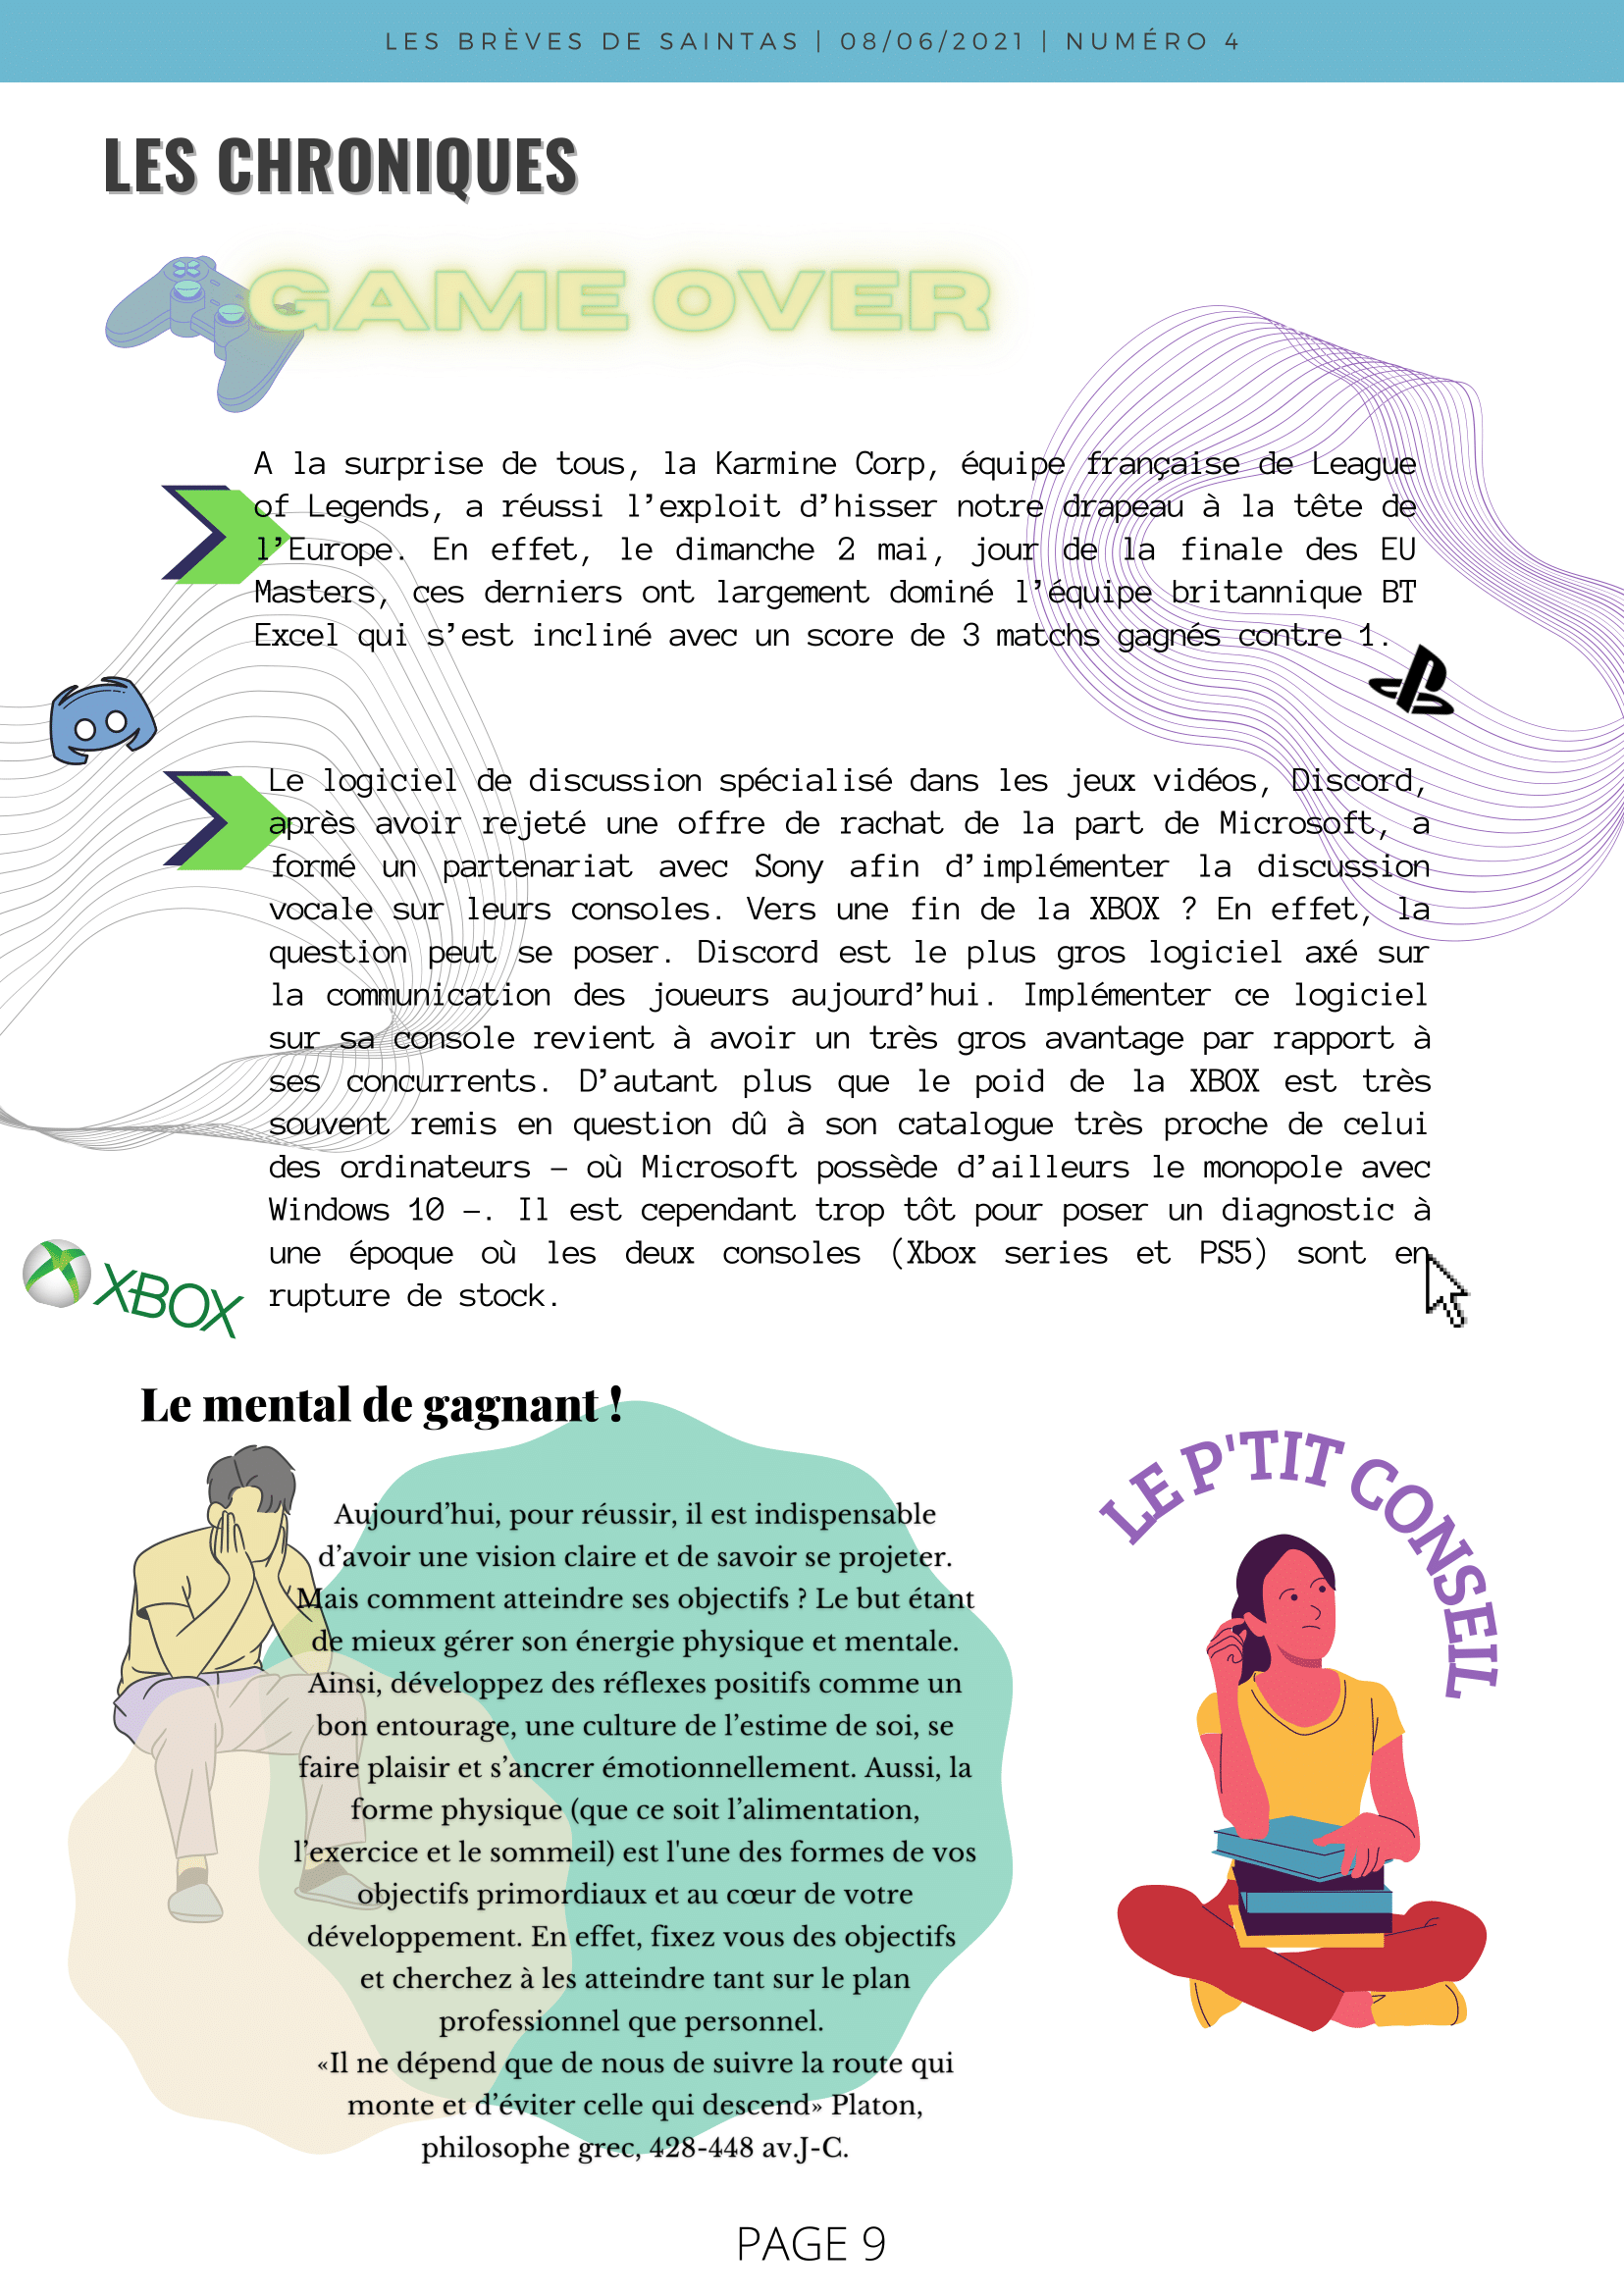 LES BRÈVES DE SAINTAS | 08/06/2021 | NUMÉRO 4
LES CHRONIQUES
GAME OVER
A la surprise de tous, la Karmine Corp, équipe française de League
of Legends, a réussi l’exploit d’hisser notre drapeau à la tête de
l’Europe. En effet, le dimanche 2 mai, jour de la finale des EU
Masters, ces derniers ont largement dominé l’équipe britannique BT
Excel qui s’est incliné avec un score de 3 matchs gagnés contre 1.
Le logiciel de discussion spécialisé dans les jeux vidéos, Discord,
après avoir rejeté une offre de rachat de la part de Microsoft, a
formé un partenariat avec Sony afin d’implémenter la discussion
vocale sur leurs consoles. Vers une fin de la XBOX ? En effet, la
question peut se poser. Discord est le plus gros logiciel axé sur
la communication des joueurs aujourd’hui. Implémenter ce logiciel
sur sa console revient à avoir un très gros avantage par rapport à
ses concurrents. D’autant plus que le poid de la XBOX est très
souvent remis en question dû à son catalogue très proche de celui
des ordinateurs – où Microsoft possède d’ailleurs le monopole avec
Windows 10 –. Il est cependant trop tôt pour poser un diagnostic à
une époque où les deux consoles (Xbox series et PS5) sont en
rupture de stock.
XBOX
Le mental de gagnant !
Aujourd’hui, pour réussir, il est indispensable
d’avoir une vision claire et de savoir se projeter.
Mais comment atteindre ses objectifs ? Le but étant
de mieux gérer son énergie physique et mentale.
Ainsi, développez des réflexes positifs comme un
bon entourage, une culture de l’estime de soi, se
faire plaisir et s’ancrer émotionnellement. Aussi, la
forme physique (que ce soit l’alimentation,
l’exercice et le sommeil) est l'une des formes de vos
objectifs primordiaux et au cœur de votre
développement. En effet, fixez vous des objectifs
et cherchez à les atteindre tant sur le plan
professionnel que personnel.
«Il ne dépend que de nous de suivre la route qui
monte et d’éviter celle qui descend» Platon,
philosophe grec, 428-448 av.J-C.
LE P'TIT CONSEIL
PAGE 9